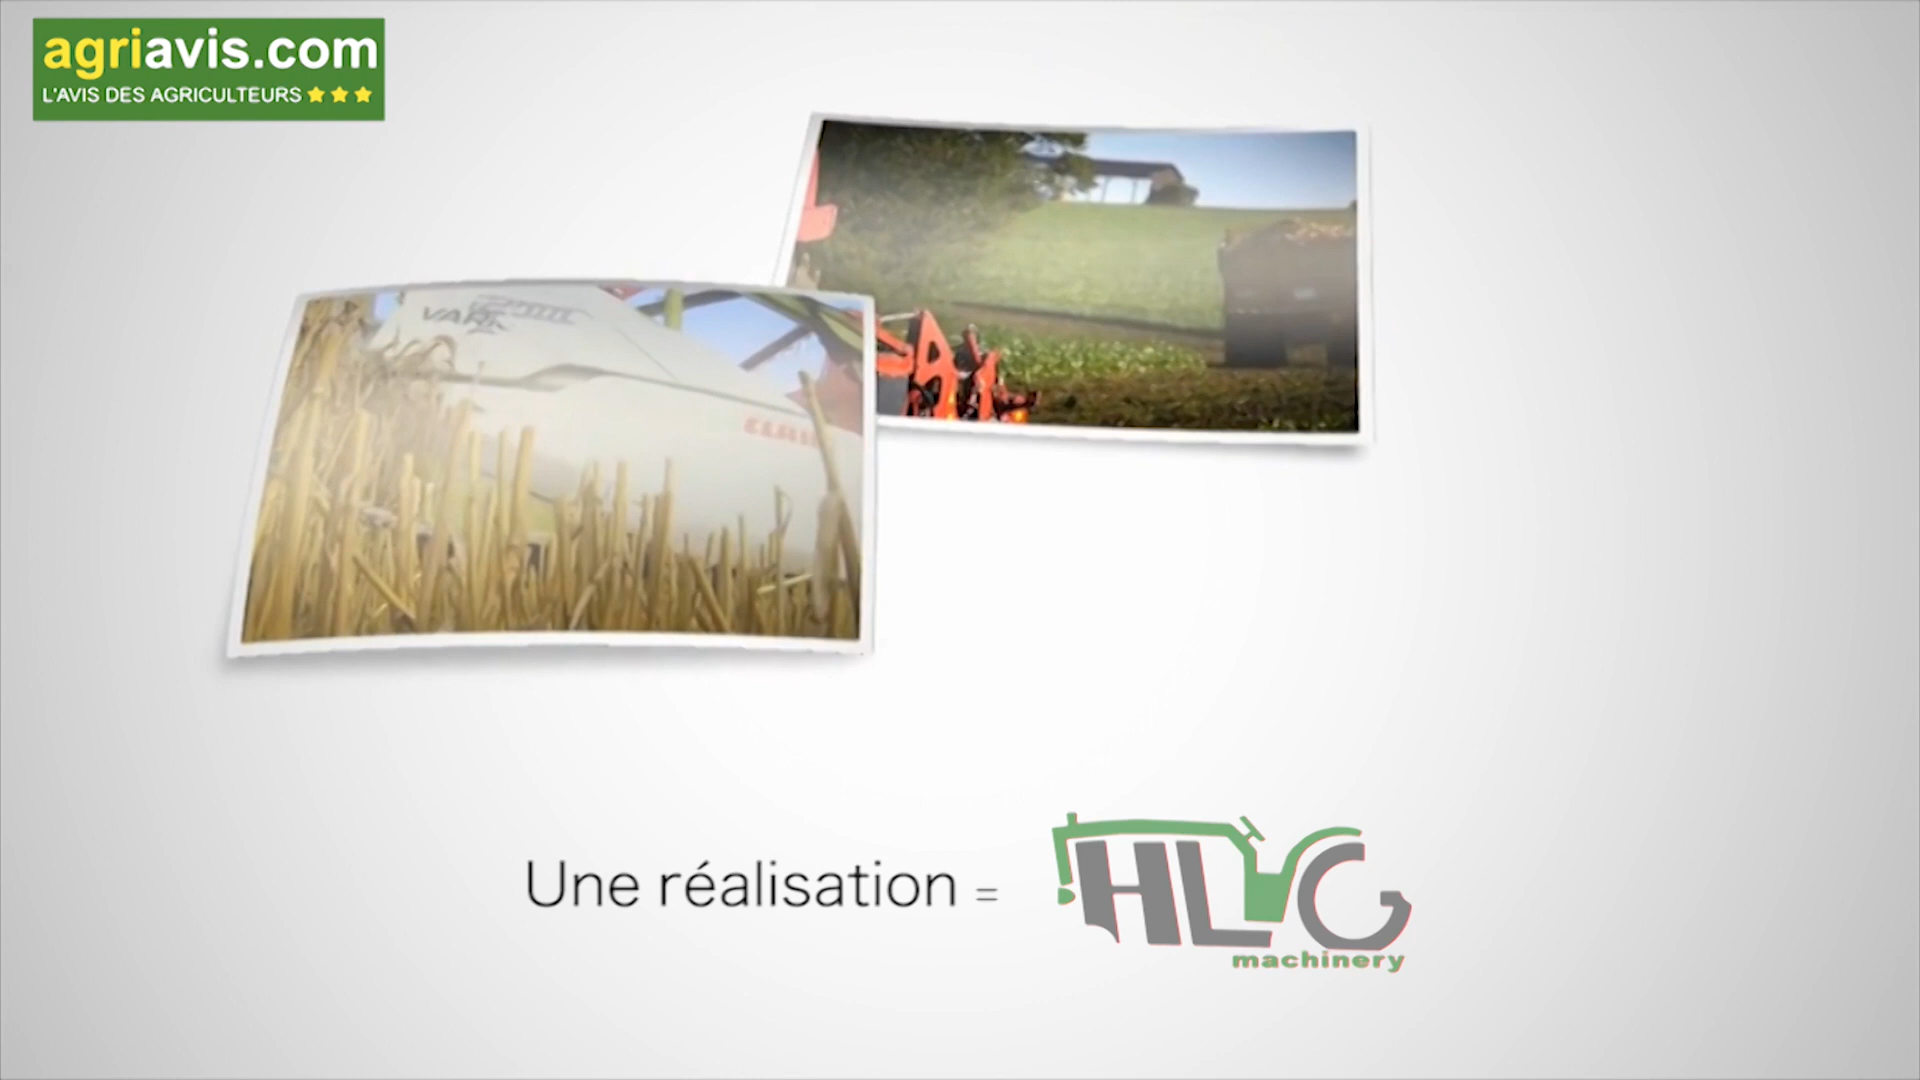 agriavis.com
L'AVIS DES AGRICULTEURS
Une réalisation =
HLG
machinery